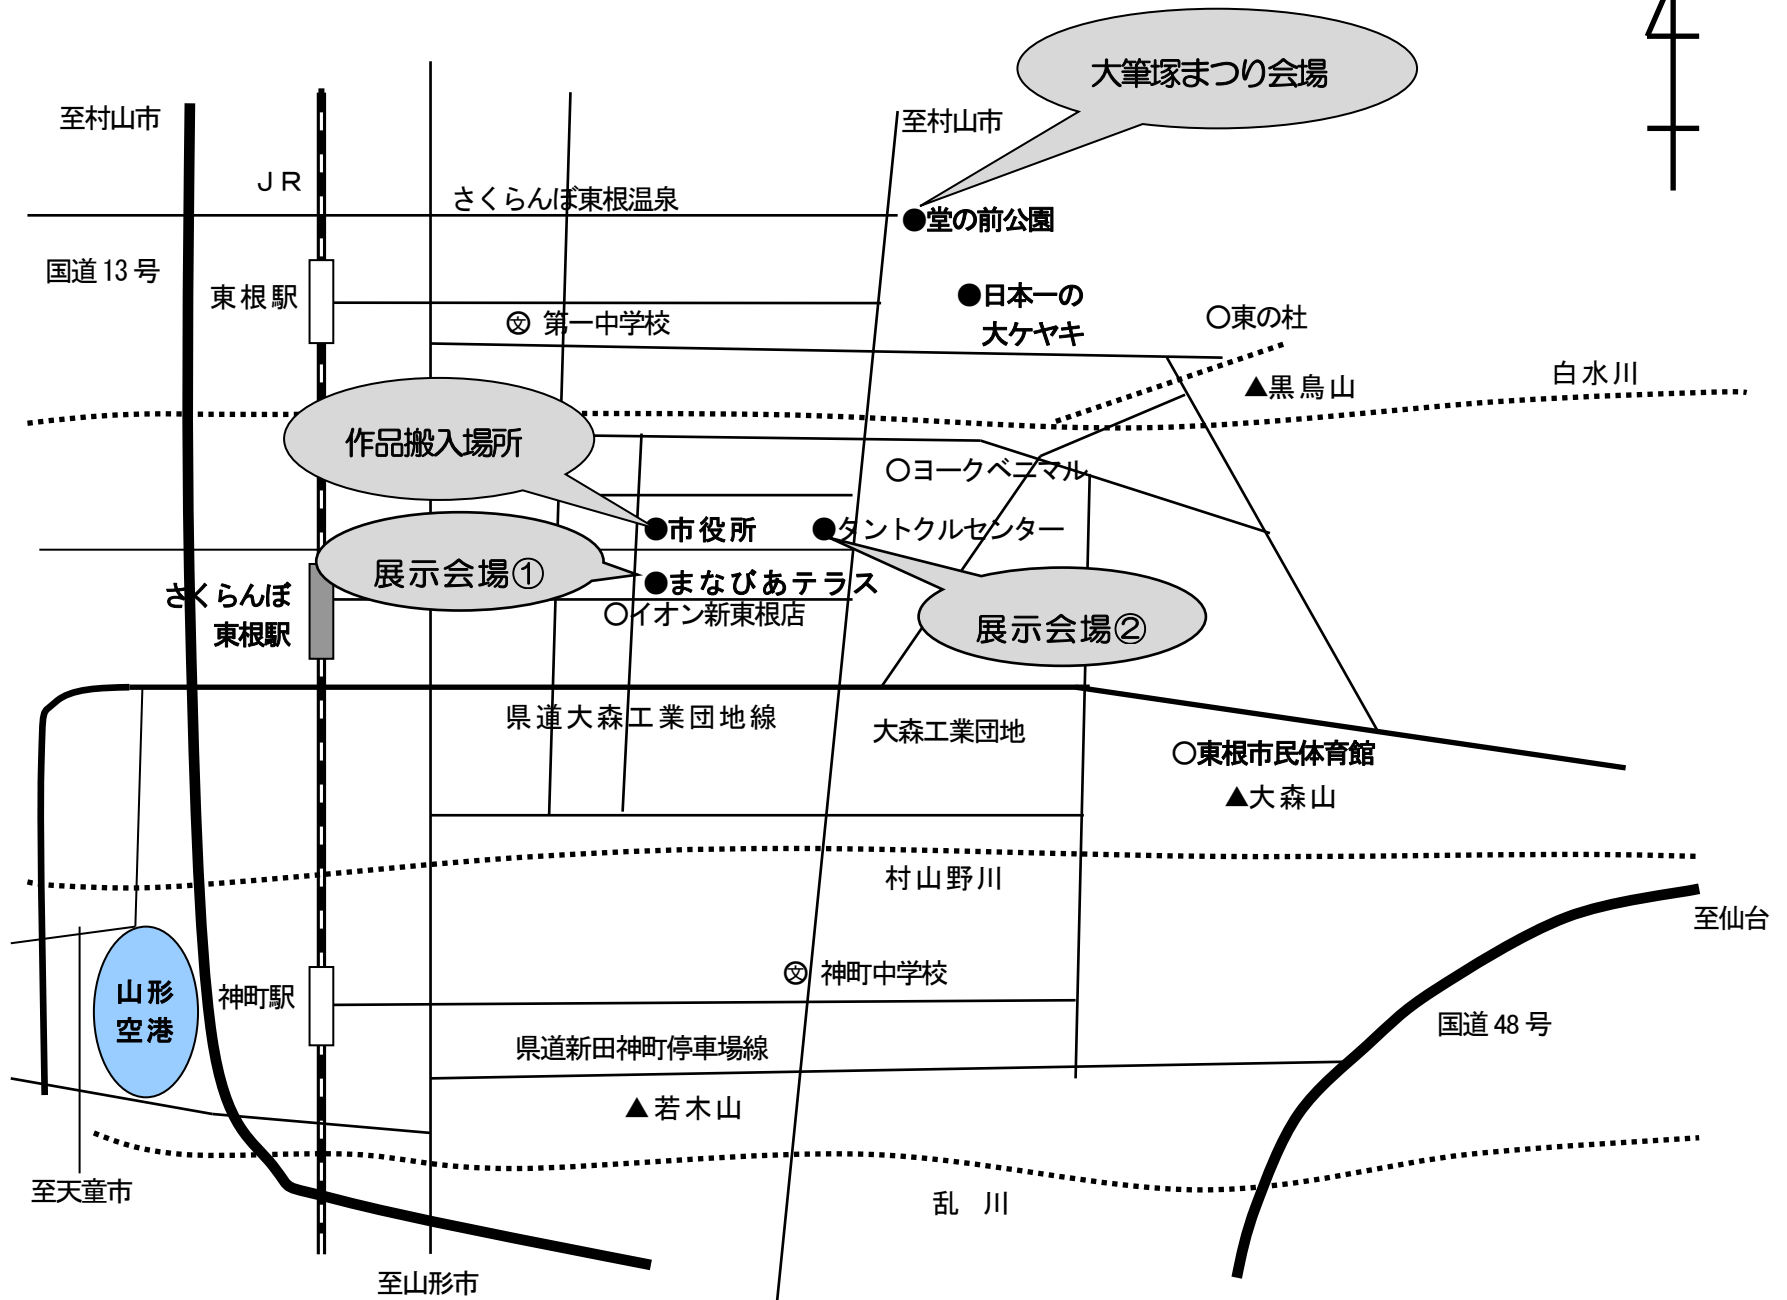 大筆塚まつり会場
至村山市
至村山市
ＪＲ
さくらんぼ東根温泉
●堂の前公園
国道13号
東根駅
●日本一の
大ケヤキ
㊫ 第一中学校
○東の杜
▲黒鳥山
白水川
作品搬入場所
○ヨークベニマル
●市役所
●タントクルセンター
展示会場①
●まなびあテラス
さくらんぼ
東根駅
○イオン新東根店
展示会場②
県道大森工業団地線
大森工業団地
○東根市民体育館
▲大森山
村山野川
至仙台
山形
空港
神町駅
㊫ 神町中学校
国道48号
県道新田神町停車場線
▲若木山
至天童市
乱　川
至山形市